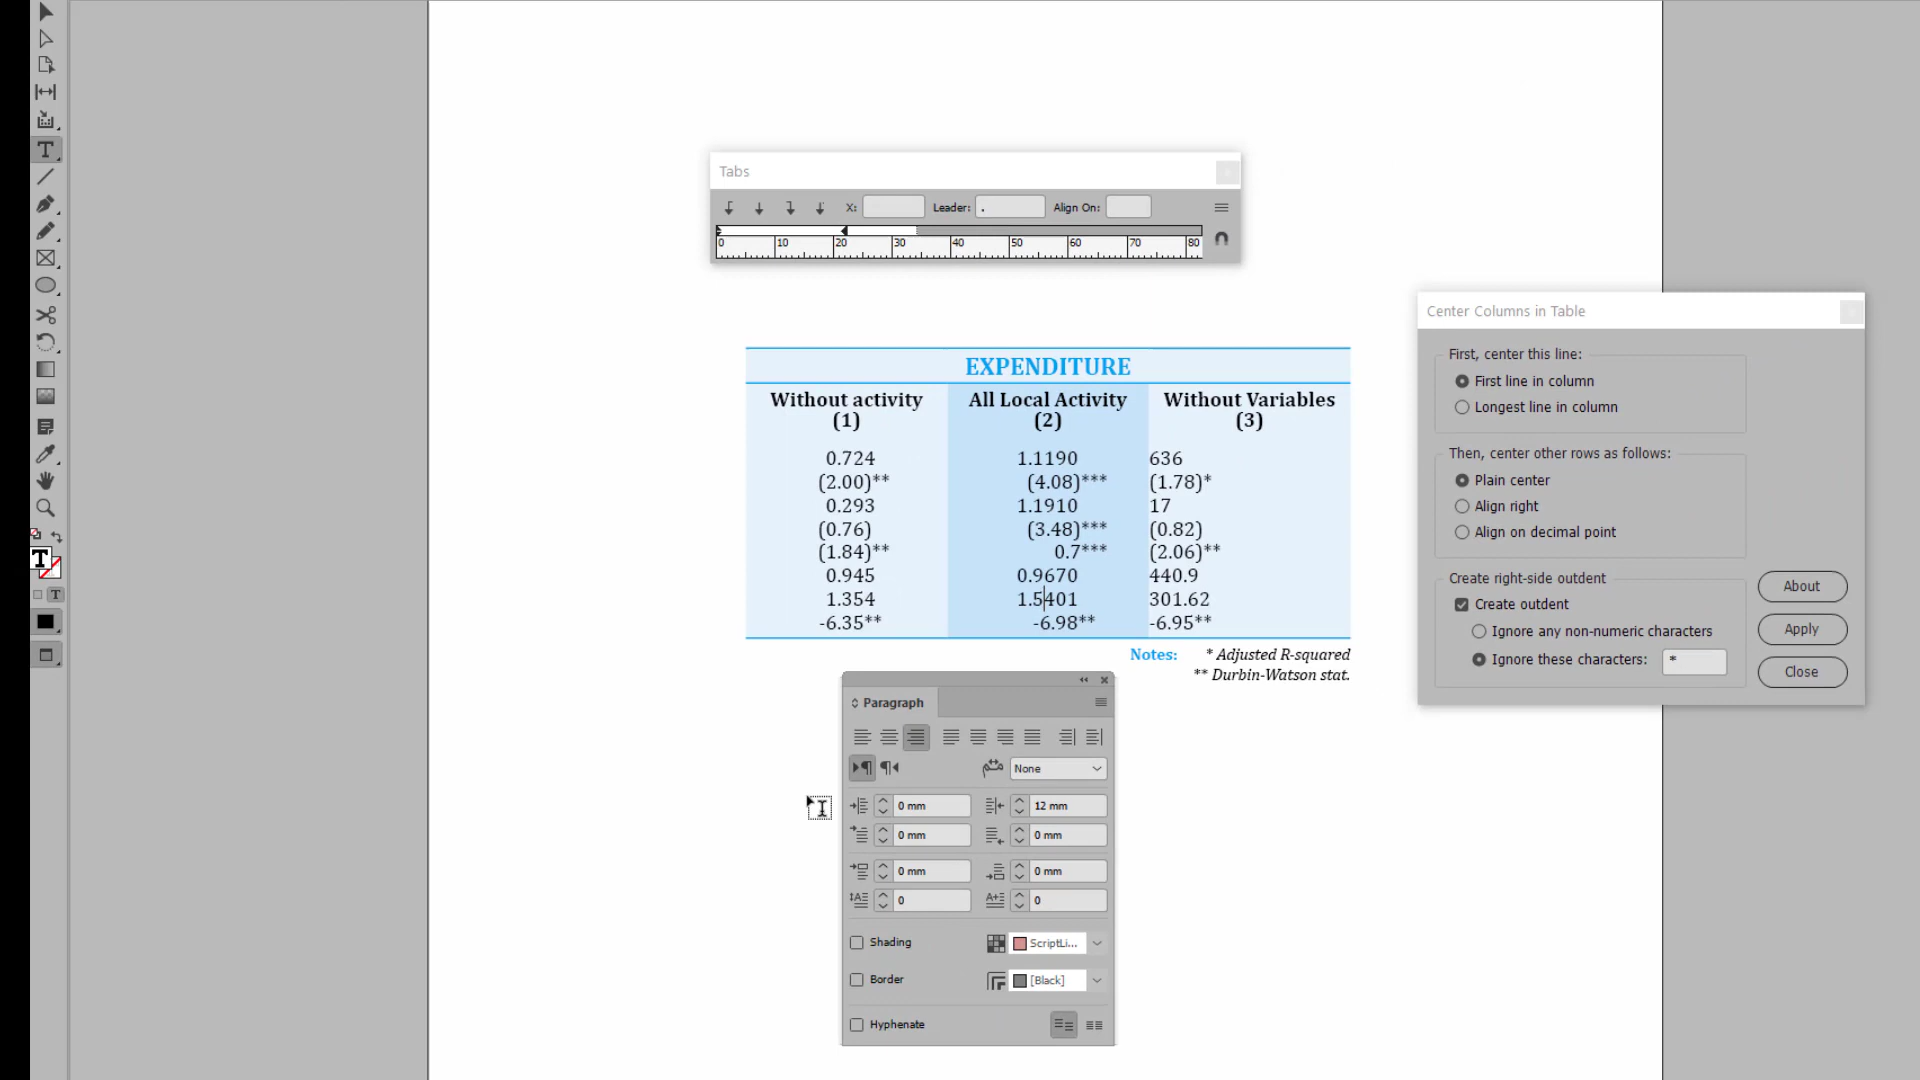 Tabs
X: Leader: . Align On:
0 10 20 30 40 50 60 70 80
Center Columns in Table
First, center this line:
First line in column
Longest line in column
Then, center other rows as follows:
Plain center
Align right
Align on decimal point
Create right-side outdent
Create outdent
Ignore any non-numeric characters
Ignore these characters: *
About
Apply
Close
EXPENDITURE
Without activity All Local Activity Without Variables
(1) (2) (3)
0.724 1.1190 636
(2.00)** (4.08)*** (1.78)*
0.293 1.1910 17
(0.76) (3.48)*** (0.82)
(1.84)** 0.7*** (2.06)**
0.945 0.9670 440.9
1.354 1.5401 301.62
-6.35** -6.98** -6.95**
Notes: * Adjusted R-squared
** Durbin-Watson stat.
Paragraph
None
0 mm 12 mm
0 mm 0 mm
0 mm 0 mm
0 0
Shading ScriptLi...
Border [Black]
Hyphenate